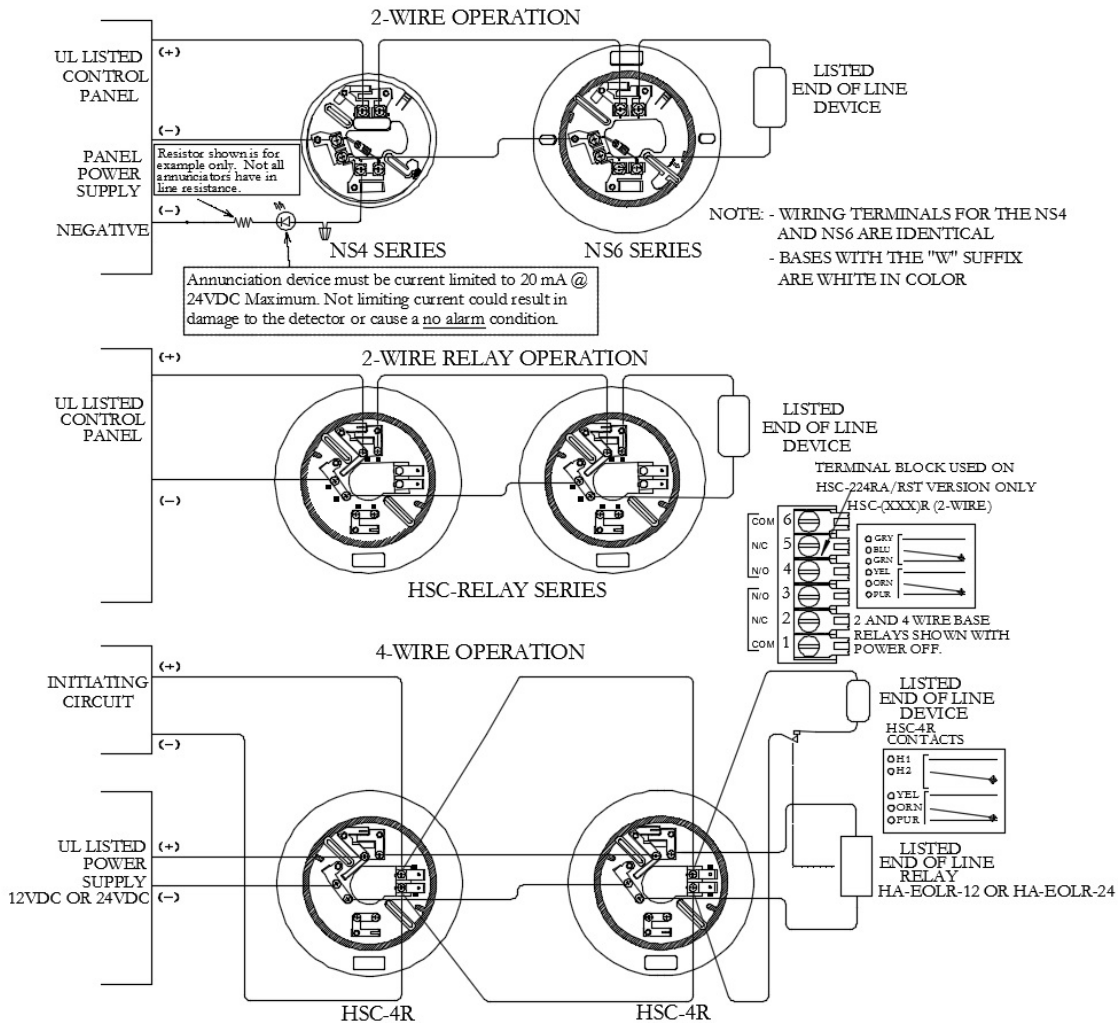 2-WIRE OPERATION
(+)
UL LISTED
CONTROL
PANEL
(-)
PANEL
POWER
SUPPLY
Resistor shown is for
example only. Not all
annunciators have in
line resistance.
(-)
NEGATIVE
LISTED
END OF LINE
DEVICE
NS4 SERIES
NS6 SERIES
NOTE: - WIRING TERMINALS FOR THE NS4
AND NS6 ARE IDENTICAL
- BASES WITH THE "W" SUFFIX
ARE WHITE IN COLOR
Annunciation device must be current limited to 20 mA @
24VDC Maximum. Not limiting current could result in
damage to the detector or cause a no alarm condition.
2-WIRE RELAY OPERATION
(+)
UL LISTED
CONTROL
PANEL
(-)
LISTED
END OF LINE
DEVICE
HSC-RELAY SERIES
TERMINAL BLOCK USED ON
HSC-224RA/RST VERSION ONLY
HSC-(XXX)R (2-WIRE)
COM 6
N/C 5
N/O 4
N/O 3
N/C 2
COM 1
GRY
BLU
GRN
YEL
ORN
PUR
2 AND 4 WIRE BASE
RELAYS SHOWN WITH
POWER OFF.
4-WIRE OPERATION
(+)
INITIATING
CIRCUIT
(-)
LISTED
END OF LINE
DEVICE
HSC-4R
CONTACTS
H1
H2
YEL
ORN
PUR
UL LISTED
POWER
SUPPLY
12VDC OR 24VDC
(+)
(-)
LISTED
END OF LINE
RELAY
HA-EOLR-12 OR HA-EOLR-24
HSC-4R
HSC-4R